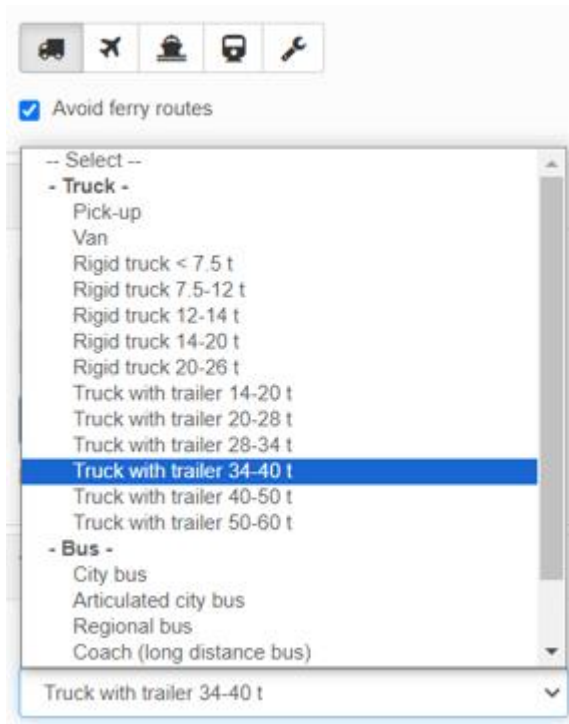 Avoid ferry routes
-- Select --
- Truck -
Pick-up
Van
Rigid truck < 7.5 t
Rigid truck 7.5-12 t
Rigid truck 12-14 t
Rigid truck 14-20 t
Rigid truck 20-26 t
Truck with trailer 14-20 t
Truck with trailer 20-28 t
Truck with trailer 28-34 t
Truck with trailer 34-40 t
Truck with trailer 40-50 t
Truck with trailer 50-60 t
- Bus -
City bus
Articulated city bus
Regional bus
Coach (long distance bus)
Truck with trailer 34-40 t